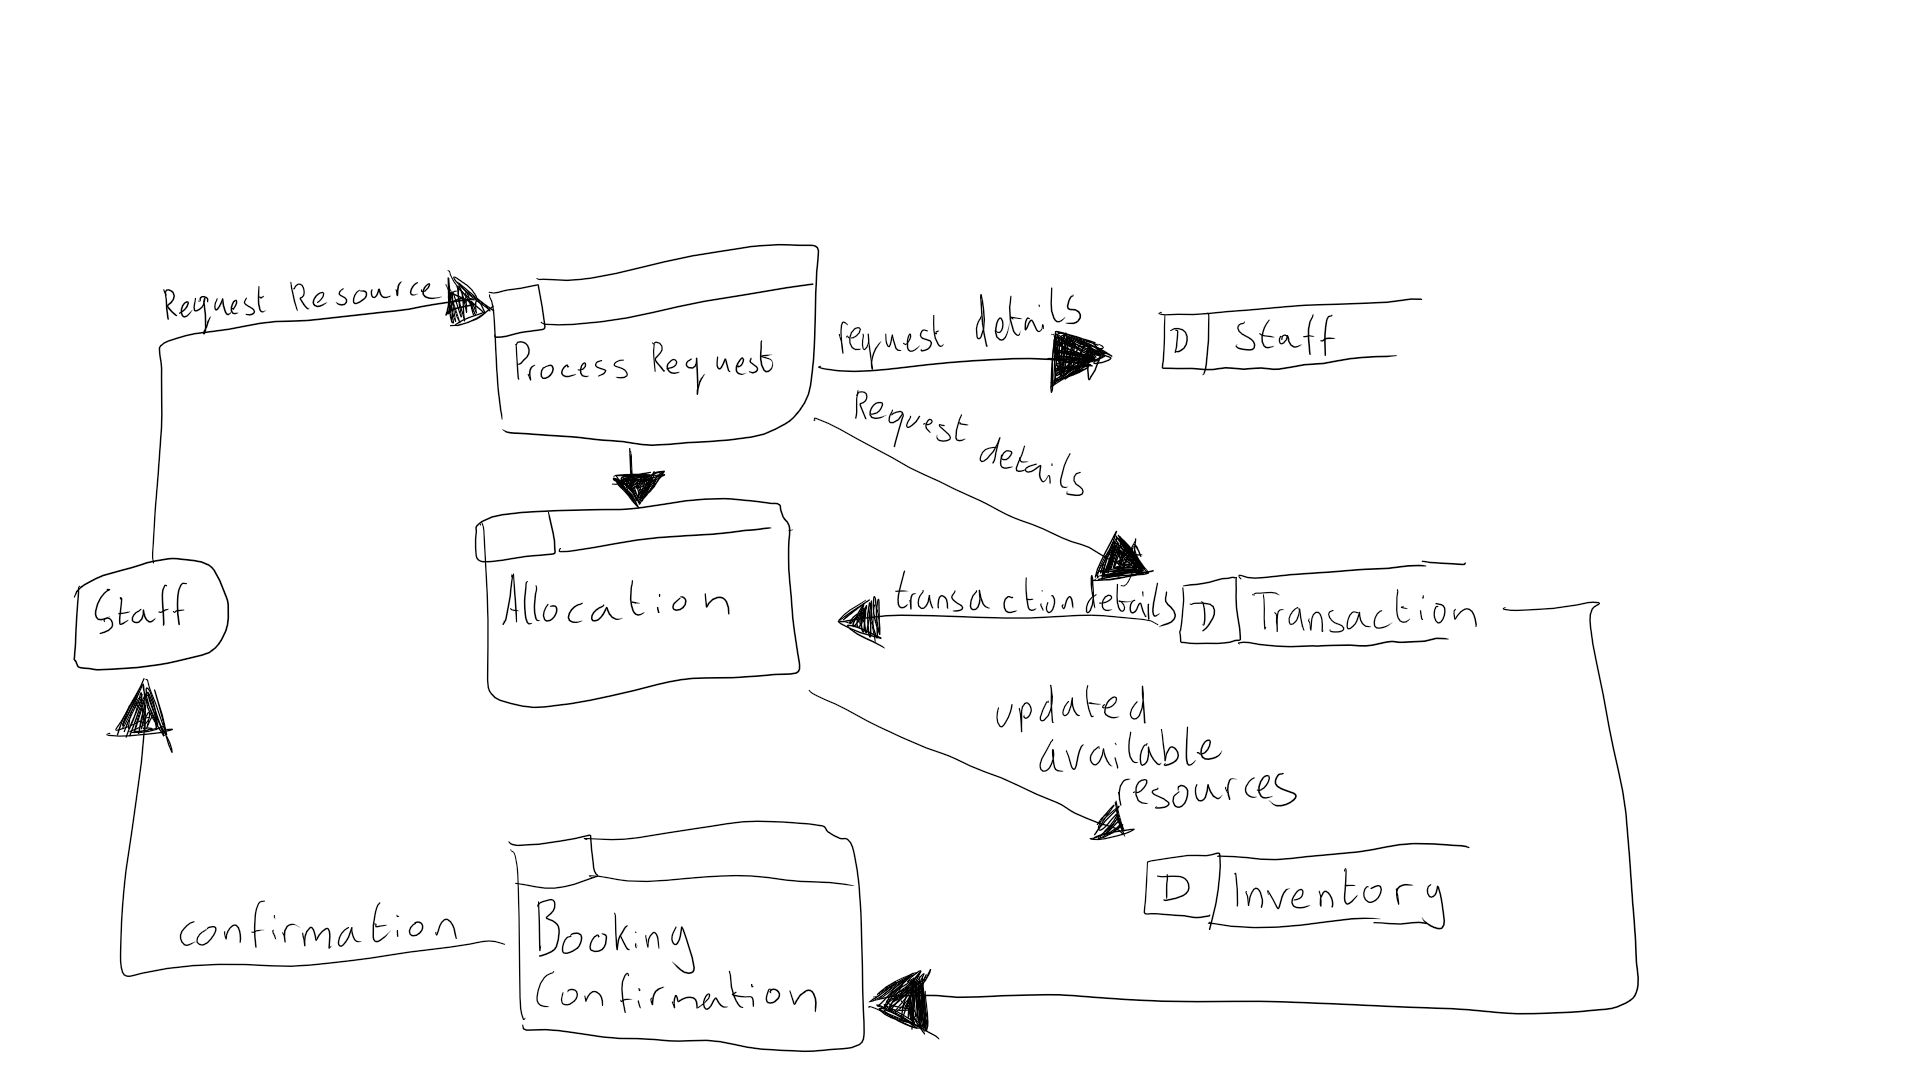 Request Resource
Process Request
request details
D Staff
Request
details
Allocation
Staff
transaction details
D Transaction
updated
available
resources
D Inventory
confirmation
Booking
Confirmation